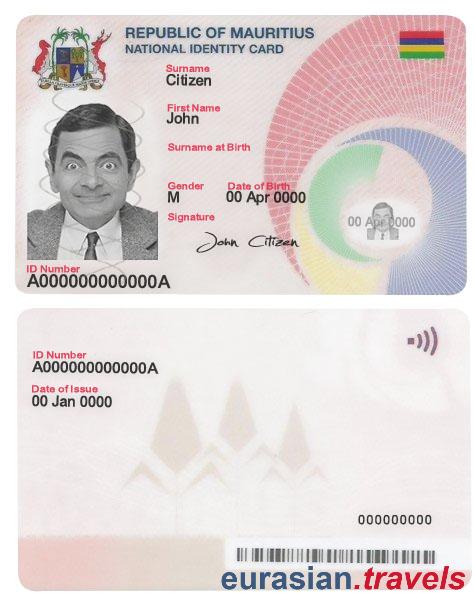 REPUBLIC OF MAURITIUS
NATIONAL IDENTITY CARD
Surname
Citizen
First Name
John
Surname at Birth
Gender
M
Date of Birth
00 Apr 0000
Signature
John Citizen
00 Apr 0000
ID Number
A000000000000A
ID Number
A000000000000A
Date of Issue
00 Jan 0000
000000000
eurasian.travels